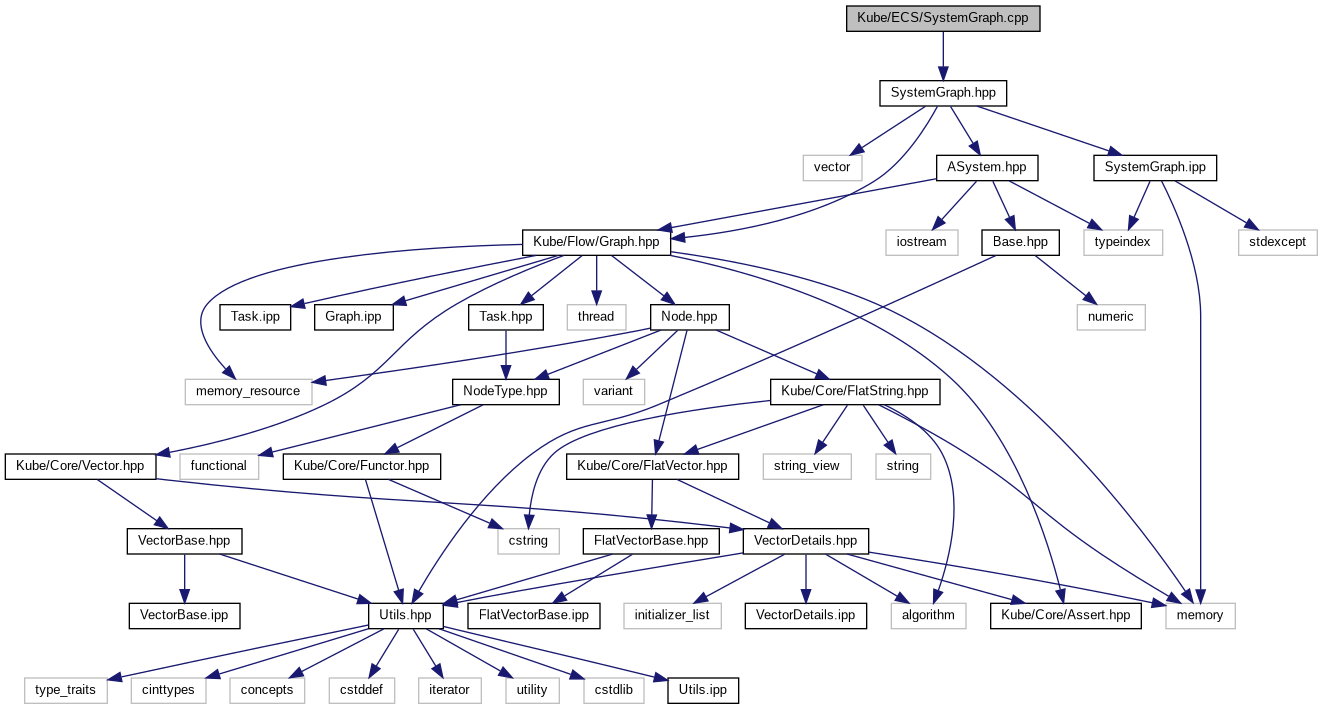 Kube/ECS/SystemGraph.cpp
SystemGraph.hpp
vector
ASystem.hpp
SystemGraph.ipp
Kube/Flow/Graph.hpp
iostream
Base.hpp
typeindex
stdexcept
Task.ipp
Graph.ipp
Task.hpp
thread
Node.hpp
numeric
memory_resource
NodeType.hpp
variant
Kube/Core/FlatString.hpp
Kube/Core/Vector.hpp
functional
Kube/Core/Functor.hpp
Kube/Core/FlatVector.hpp
string_view
string
VectorBase.hpp
cstring
FlatVectorBase.hpp
VectorDetails.hpp
VectorBase.ipp
Utils.hpp
FlatVectorBase.ipp
initializer_list
VectorDetails.ipp
algorithm
Kube/Core/Assert.hpp
memory
type_traits
cinttypes
concepts
cstddef
iterator
utility
cstdlib
Utils.ipp